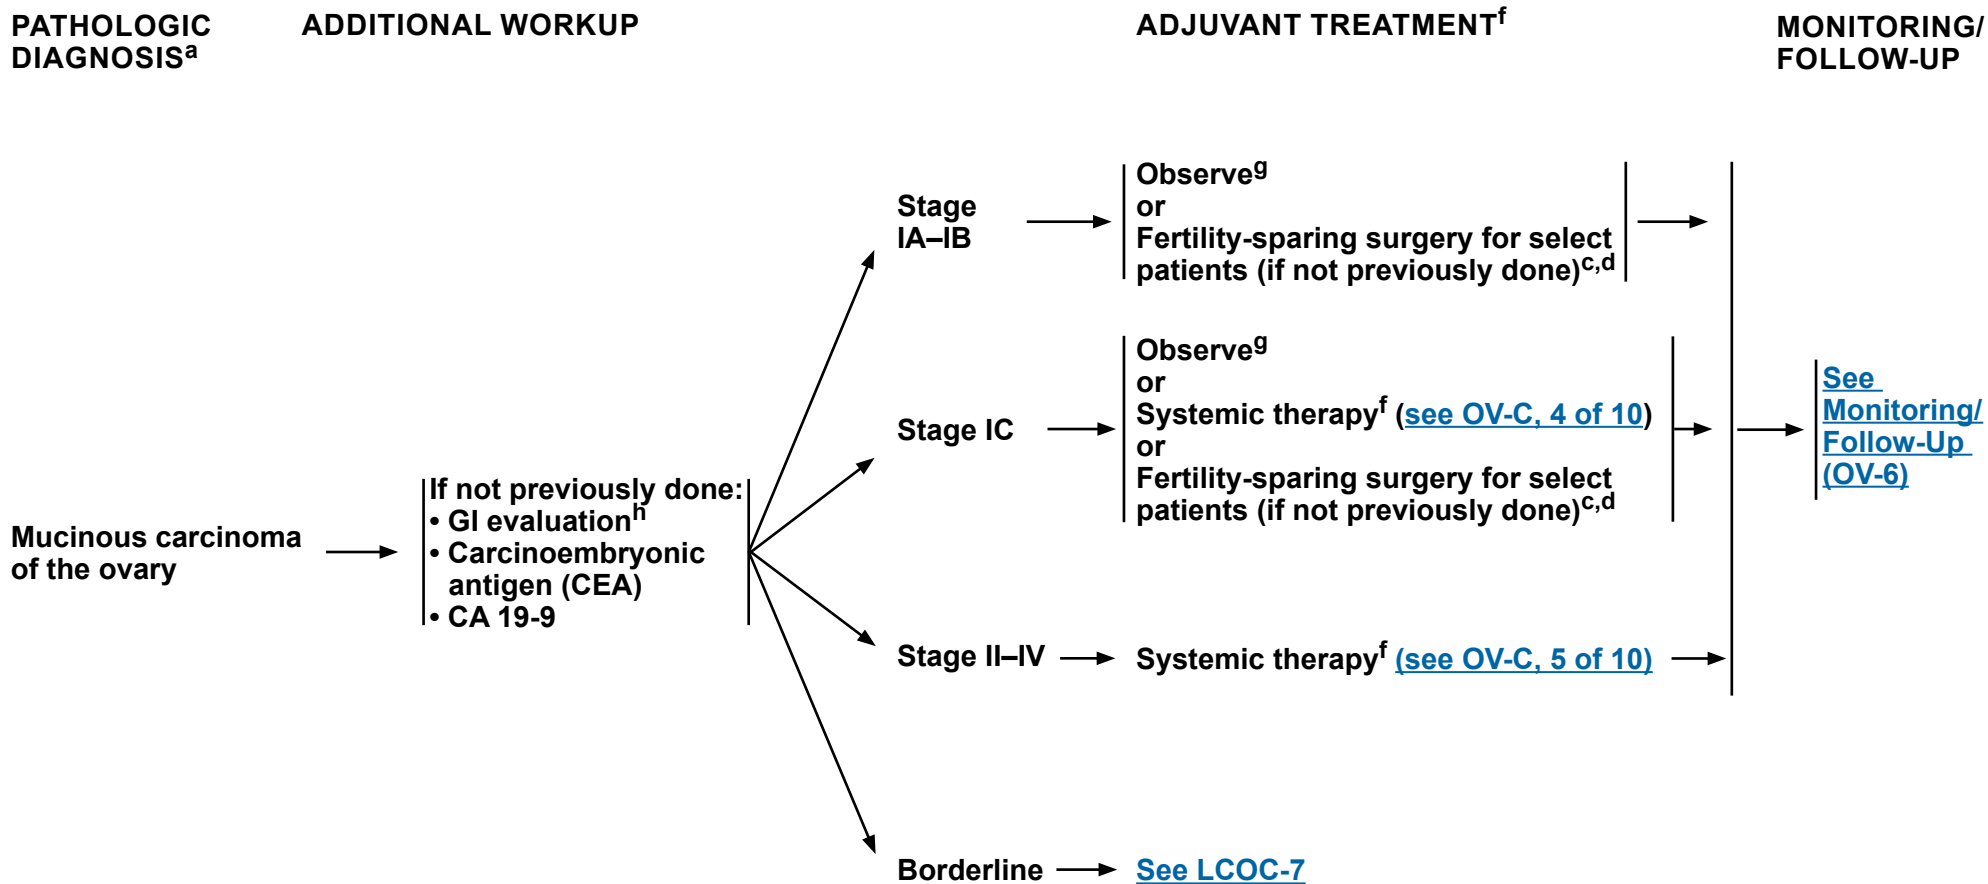 PATHOLOGIC
DIAGNOSISa
ADDITIONAL WORKUP
ADJUVANT TREATMENTf
MONITORING/
FOLLOW-UP
Mucinous carcinoma
of the ovary
If not previously done:
• GI evaluationh
• Carcinoembryonic
antigen (CEA)
• CA 19-9
Stage
IA–IB
Observeg
or
Fertility-sparing surgery for select
patients (if not previously done)c,d
Stage IC
Observeg
or
Systemic therapyf (see OV-C, 4 of 10)
or
Fertility-sparing surgery for select
patients (if not previously done)c,d
Stage II–IV
Systemic therapyf (see OV-C, 5 of 10)
Borderline
See LCOC-7
See
Monitoring/
Follow-Up
(OV-6)